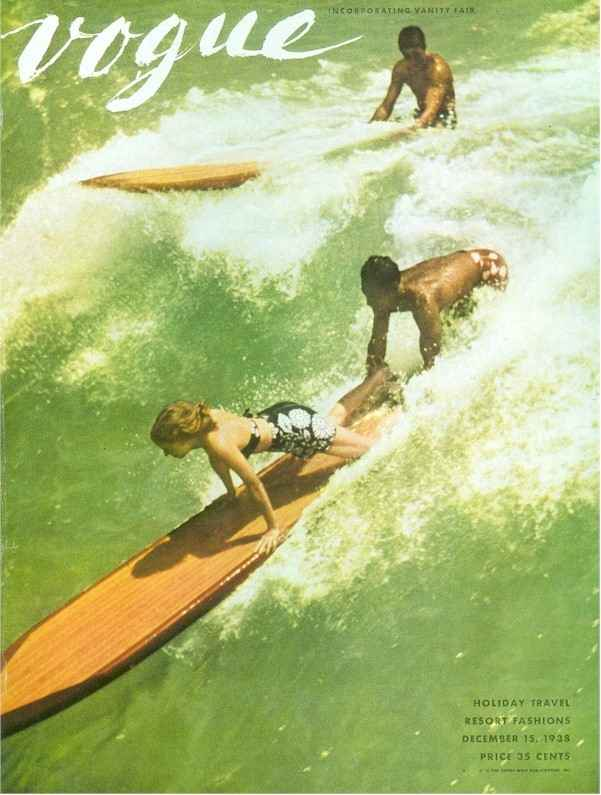 vogue
INCORPORATING VANITY FAIR
HOLIDAY TRAVEL
RESORT FASHIONS
DECEMBER 15, 1938
PRICE 35 CENTS